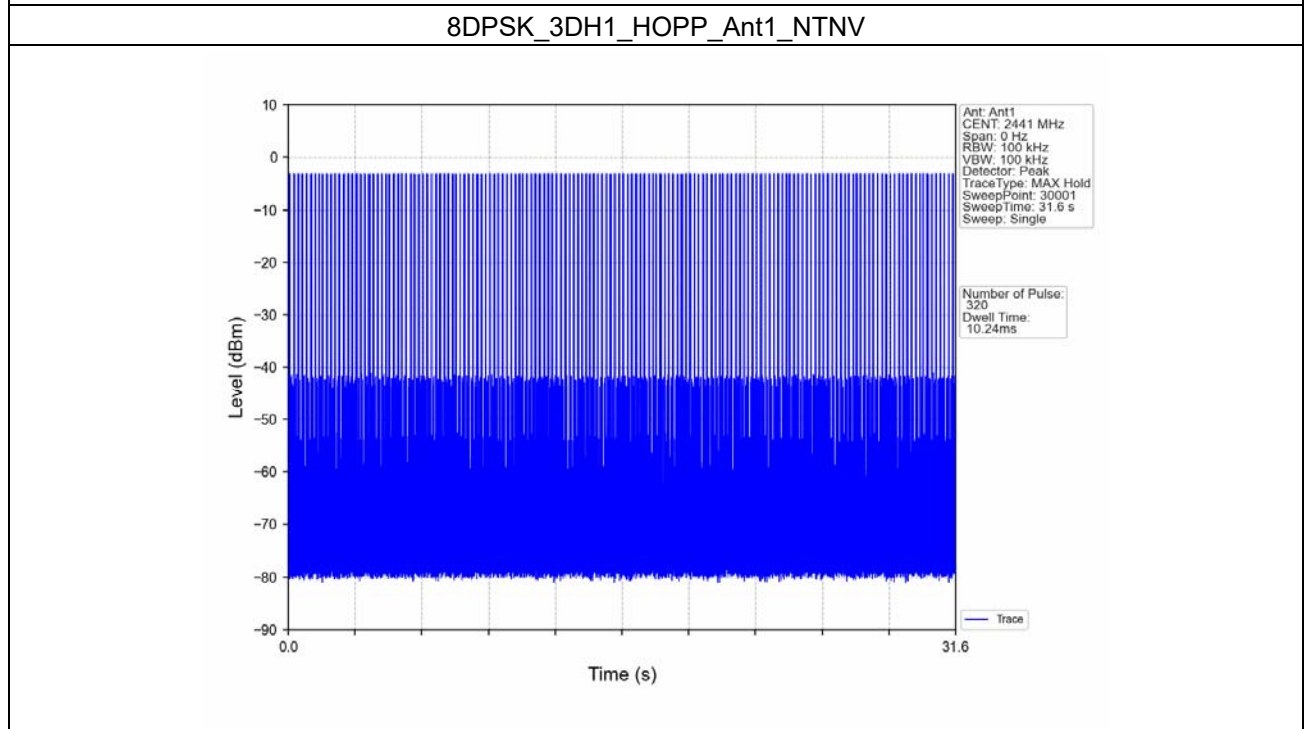 8DPSK_3DH1_HOPP_Ant1_NTNV
10
0
−10
−20
−30
−40
−50
−60
−70
−80
−90
Level (dBm)
0.0
31.6
Time (s)
Ant: Ant1
CENT: 2441 MHz
Span: 0 Hz
RBW: 100 kHz
VBW: 100 kHz
Detector: Peak
TraceType: MAX Hold
SweepPoint: 30001
SweepTime: 31.6 s
Sweep: Single
Number of Pulse:
320
Dwell Time:
10.24ms
Trace